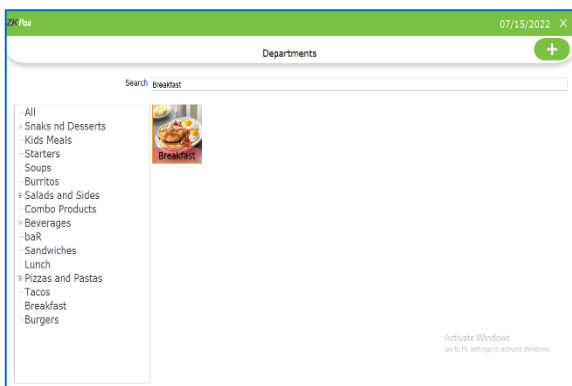 ZKPos 07/15/2022 X
Departments +
Search Breakfast
All
Snaks nd Desserts
Kids Meals
Starters
Soups
Burritos
Salads and Sides
Combo Products
Beverages
baR
Sandwiches
Lunch
Pizzas and Pastas
Tacos
Breakfast
Burgers
Breakfast
Activate Windows
Go to PC settings to activate Windows.